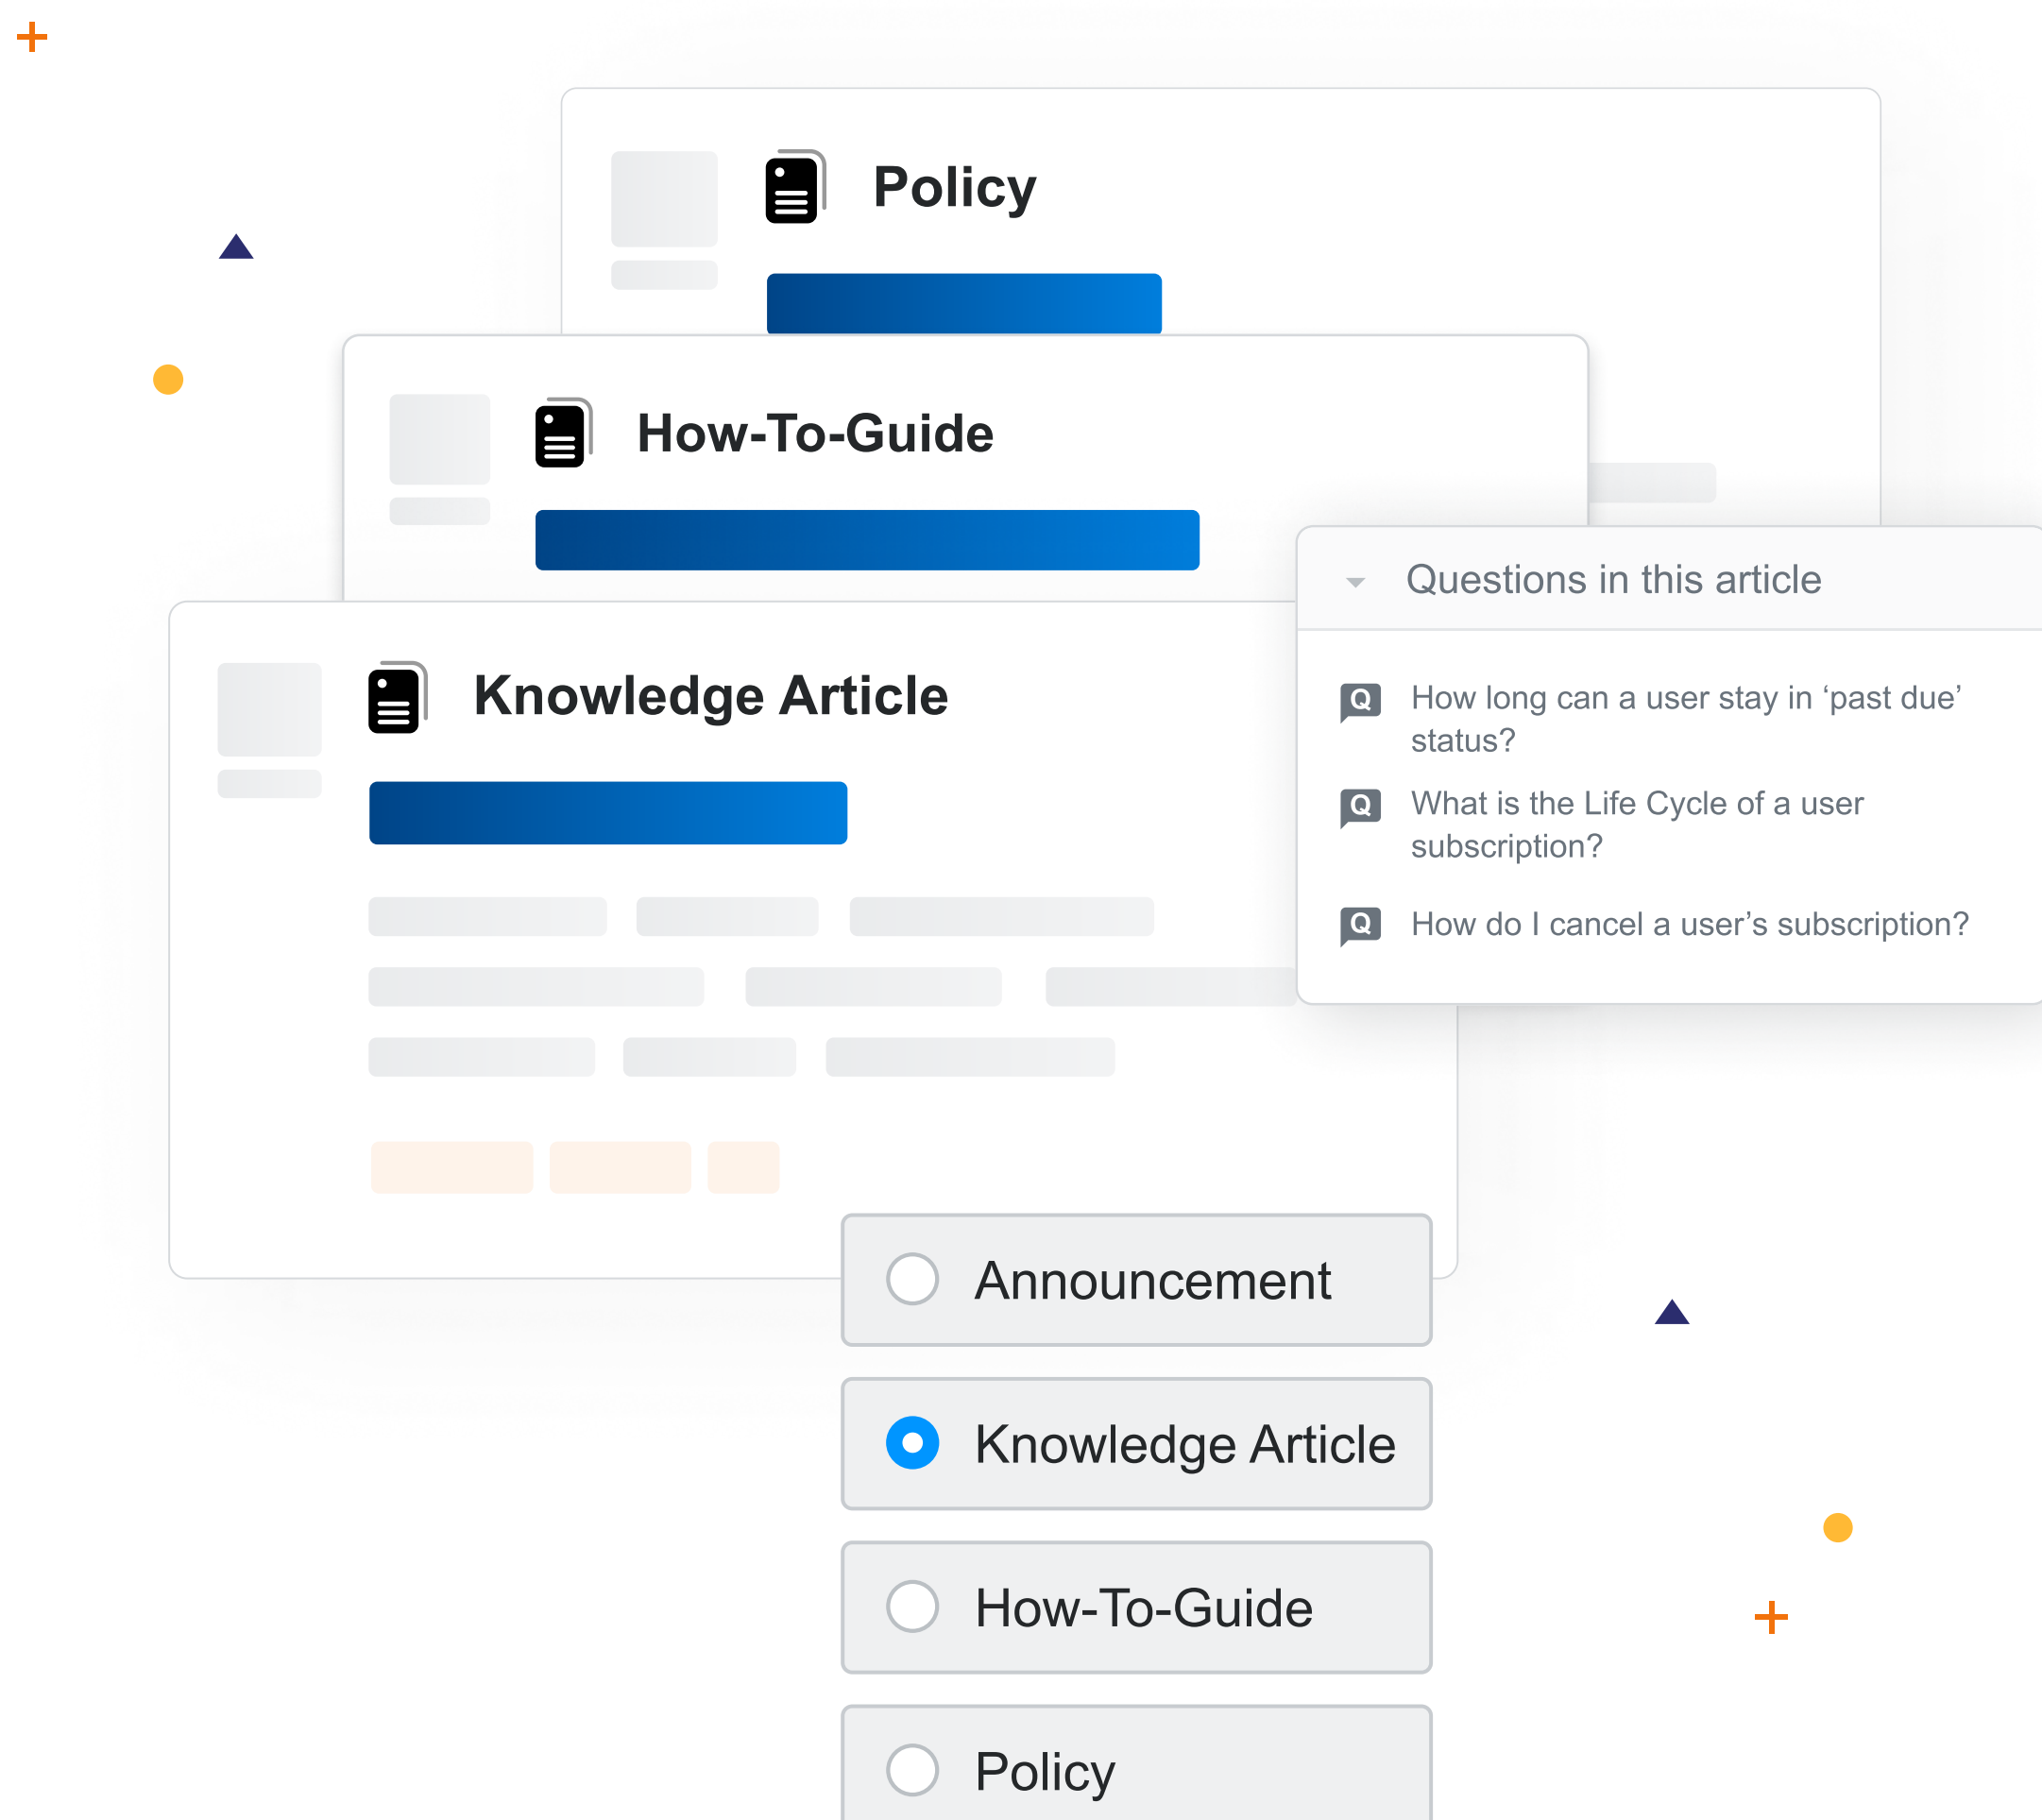 Policy
How-To-Guide
Knowledge Article
Questions in this article
Q How long can a user stay in ‘past due’
status?
Q What is the Life Cycle of a user
subscription?
Q How do I cancel a user’s subscription?
Announcement
Knowledge Article
How-To-Guide
Policy